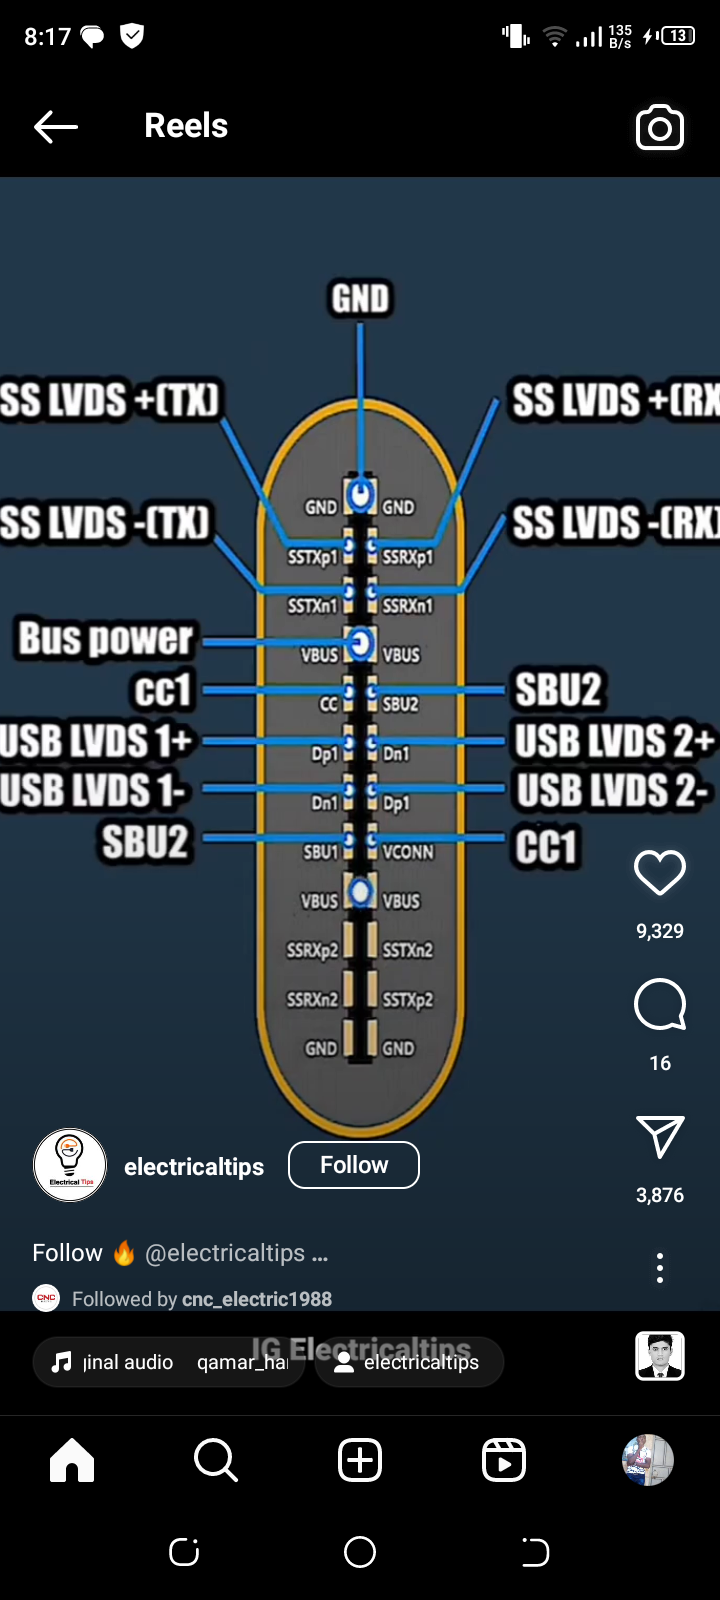 8:17
135
B/s
13
Reels
GND
SS LVDS +(TX)
SS LVDS +(RX
GND GND
SS LVDS -(TX)
SS LVDS -(RX)
SSTXp1 SSRXp1
SSTXn1 SSRXn1
Bus power
VBUS VBUS
cc1
SBU2
CC SBU2
USB LVDS 1+
USB LVDS 2+
Dp1 Dn1
USB LVDS 1-
USB LVDS 2-
Dn1 Dp1
SBU2
CC1
SBU1 VCONN
VBUS VBUS
9,329
SSRXp2 SSTXn2
SSRXn2 SSTXp2
GND GND
16
Electrical Tips
electricaltips
Follow
3,876
Follow 🔥 @electricaltips ...
CNC
Followed by cnc_electric1988
IG Electricaltips
jinal audio qamar_hai
electricaltips